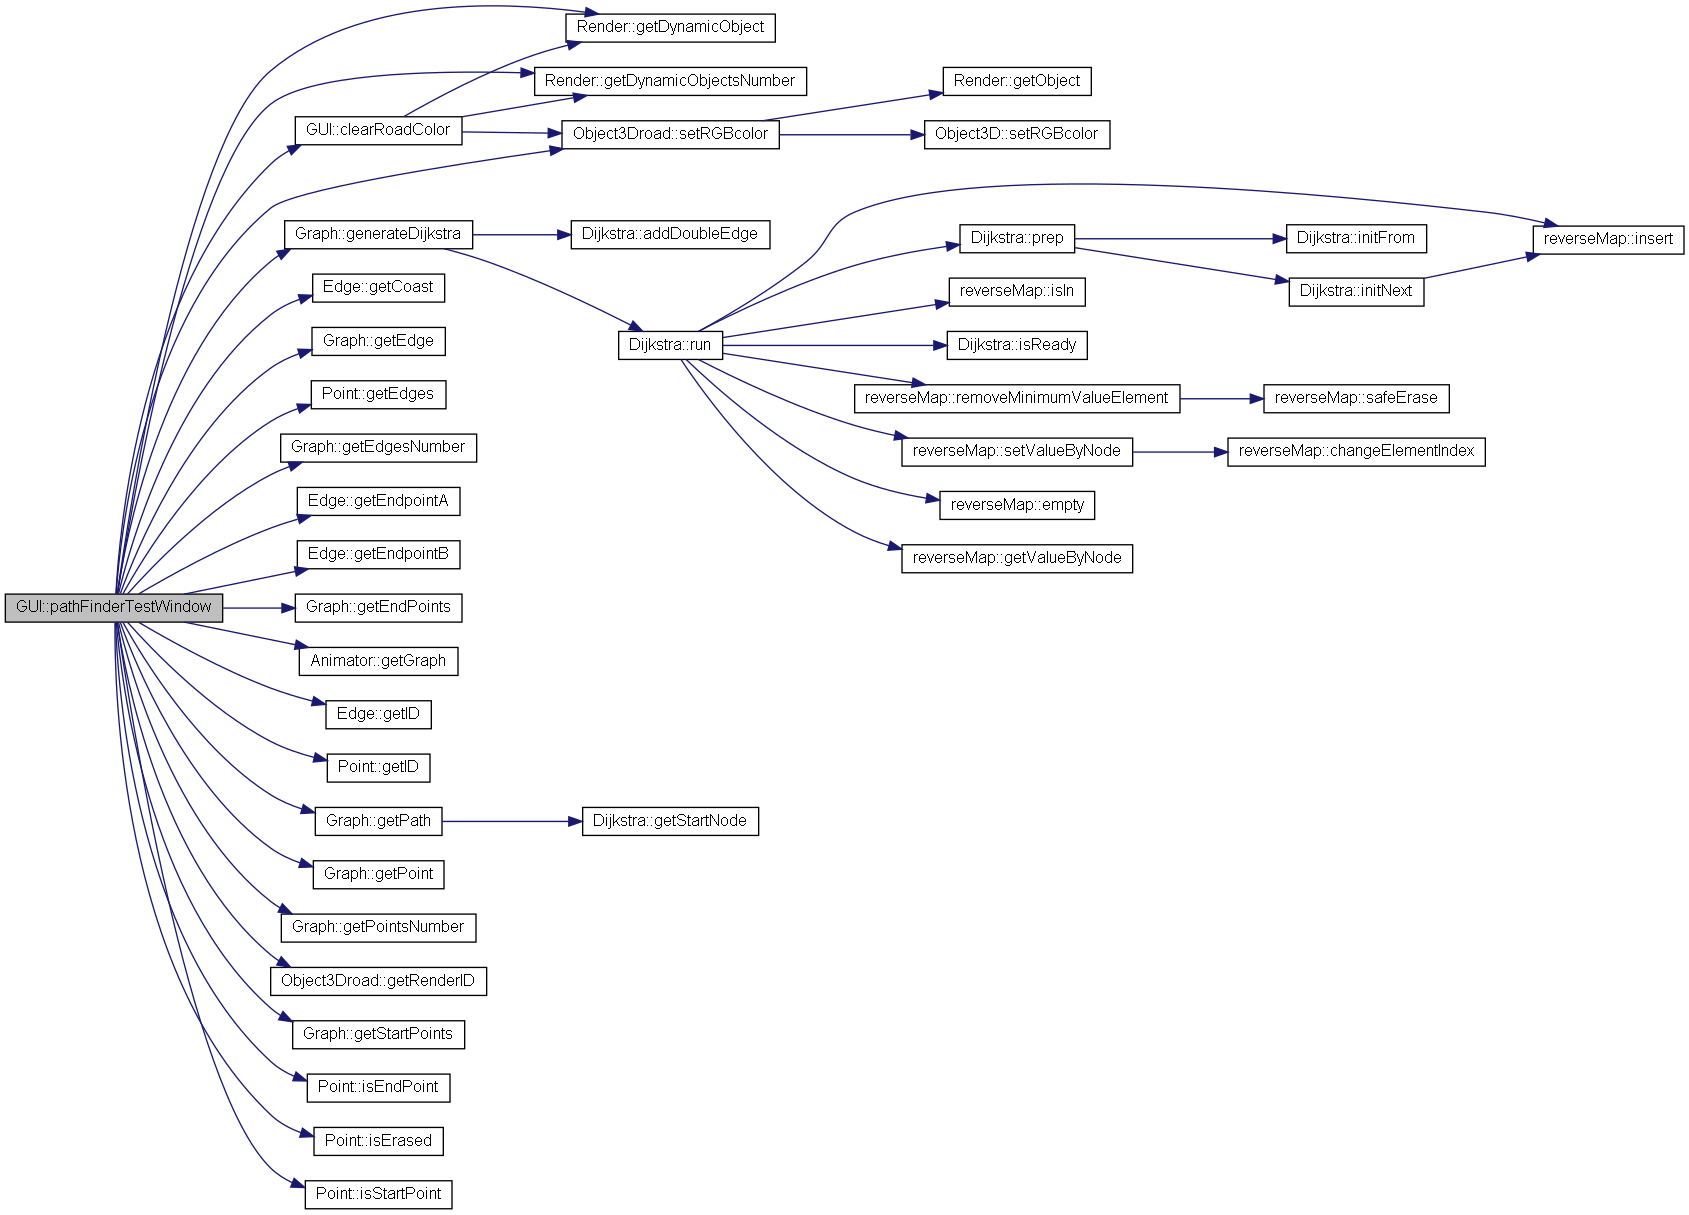 Render::getDynamicObject
Render::getDynamicObjectsNumber
Render::getObject
GUI::clearRoadColor
Object3Droad::setRGBcolor
Object3D::setRGBcolor
Graph::generateDijkstra
Dijkstra::addDoubleEdge
Dijkstra::prep
Dijkstra::initFrom
reverseMap::insert
Edge::getCoast
reverseMap::isIn
Dijkstra::initNext
Graph::getEdge
Dijkstra::run
Dijkstra::isReady
Point::getEdges
reverseMap::removeMinimumValueElement
reverseMap::safeErase
Graph::getEdgesNumber
reverseMap::setValueByNode
reverseMap::changeElementIndex
Edge::getEndpointA
reverseMap::empty
Edge::getEndpointB
reverseMap::getValueByNode
GUI::pathFinderTestWindow
Graph::getEndPoints
Animator::getGraph
Edge::getID
Point::getID
Graph::getPath
Dijkstra::getStartNode
Graph::getPoint
Graph::getPointsNumber
Object3Droad::getRenderID
Graph::getStartPoints
Point::isEndPoint
Point::isErased
Point::isStartPoint